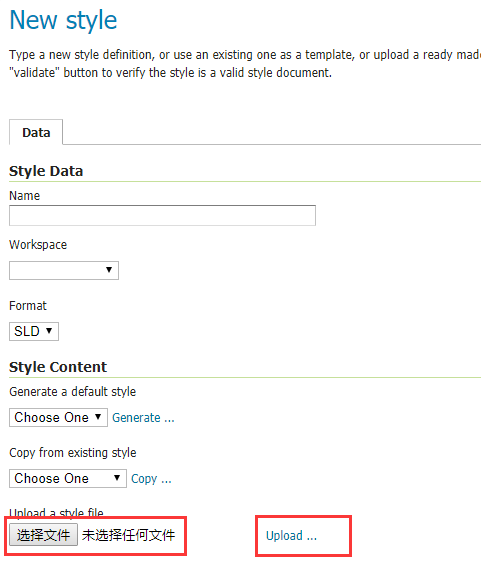 New style
Type a new style definition, or use an existing one as a template, or upload a ready made
"validate" button to verify the style is a valid style document.
Data
Style Data
Name
Workspace
Format
SLD
Style Content
Generate a default style
Choose One Generate ...
Copy from existing style
Choose One Copy ...
Upload a style file
选择文件 未选择任何文件 Upload ...